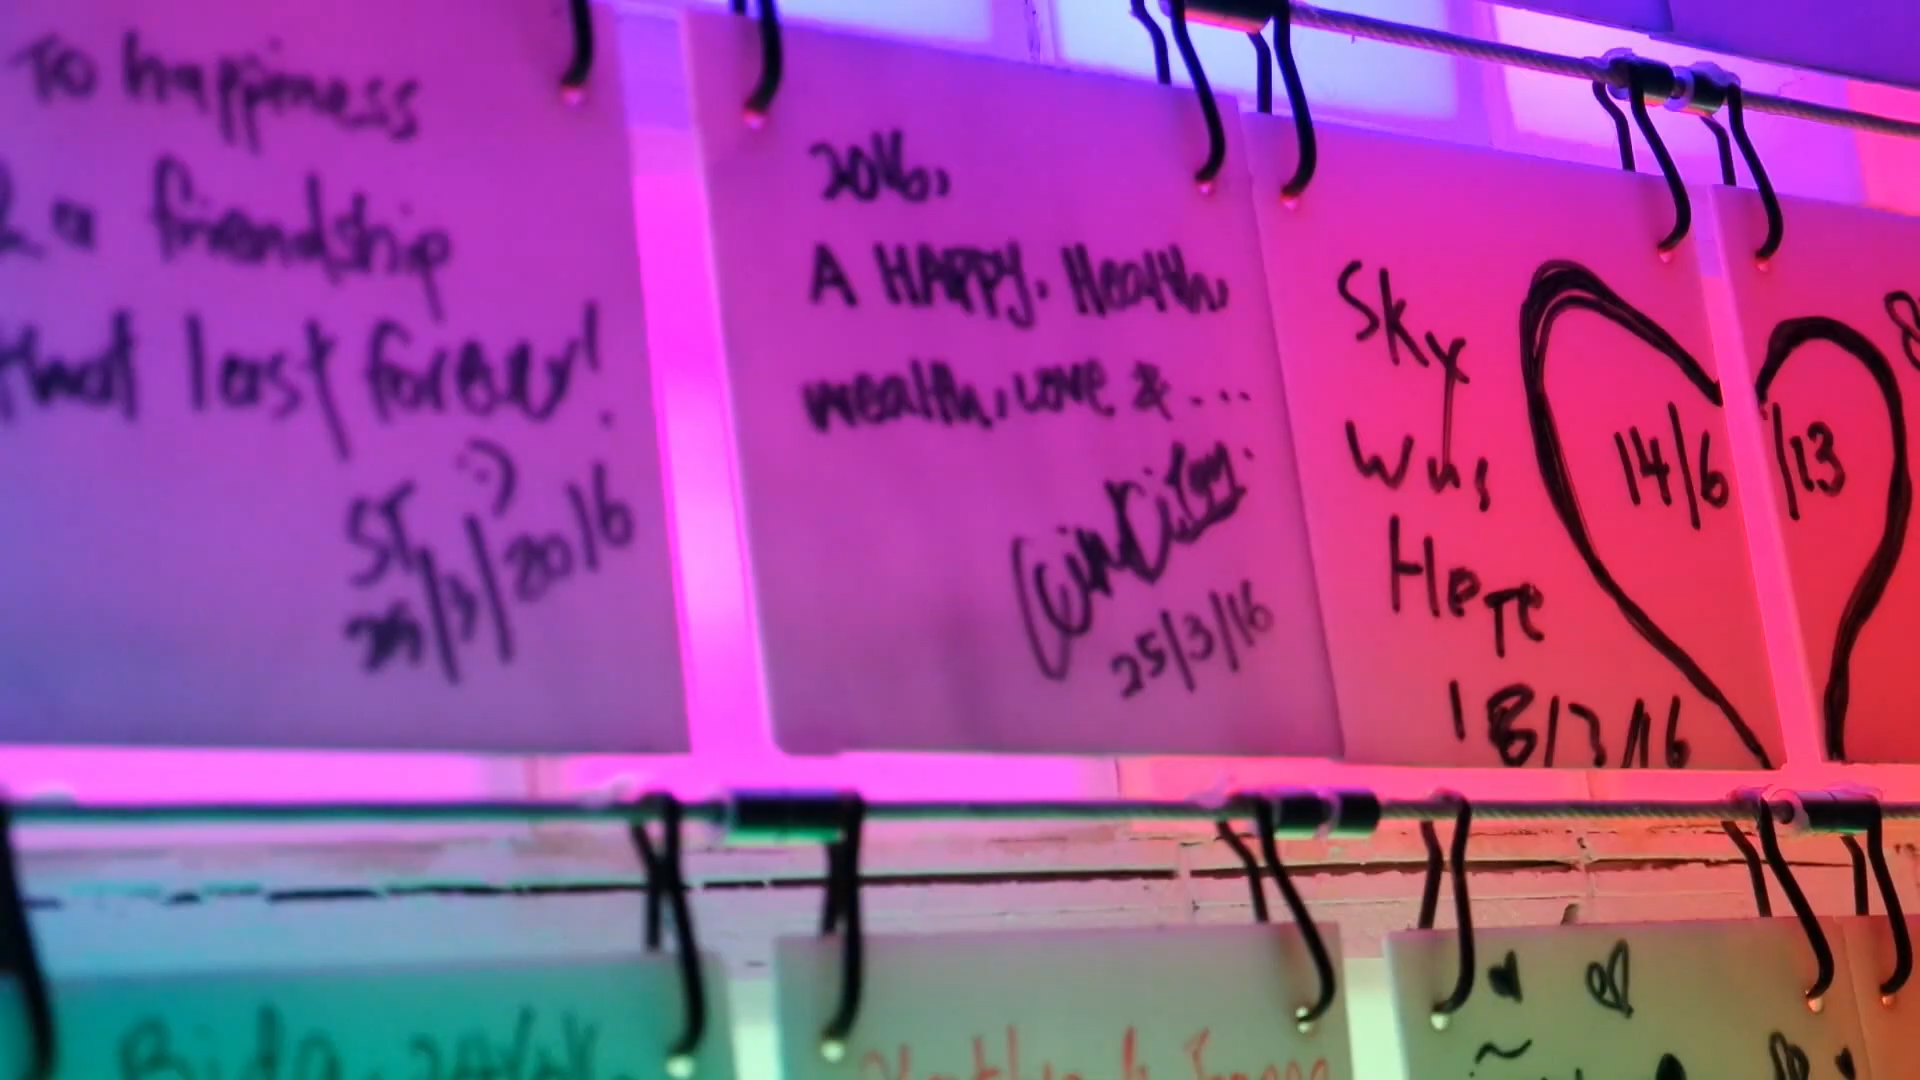 To happiness
& a friendship
that last forever!
:)
ST
/3/2016
2016,
A HAPPY. Health,
wealth, love & ...
25/3/16
Sky
Was
Here
18/3/16
14/6/13